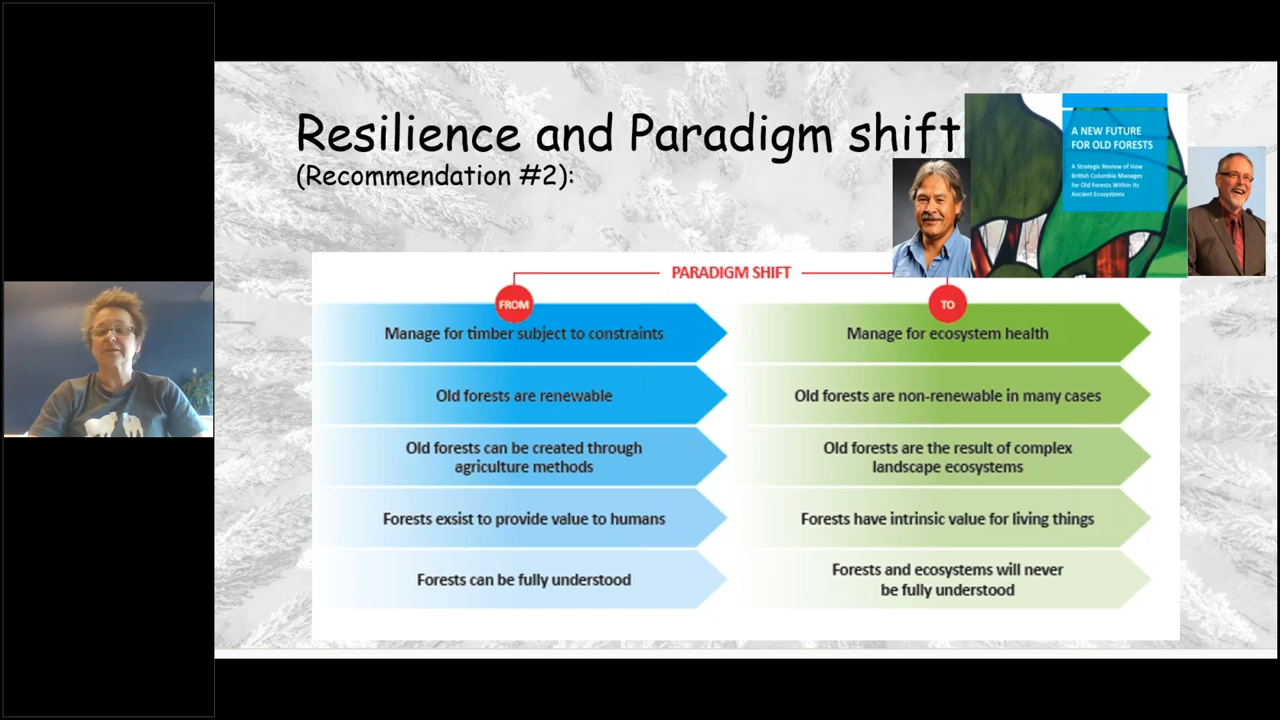 Resilience and Paradigm shift
(Recommendation #2):
A NEW FUTURE
FOR OLD FORESTS
A Strategic Review of How
British Columbia Manages
for Old Forests Within its
Ancient Ecosystems
PARADIGM SHIFT
FROM
TO
Manage for timber subject to constraints
Manage for ecosystem health
Old forests are renewable
Old forests are non-renewable in many cases
Old forests can be created through
agriculture methods
Old forests are the result of complex
landscape ecosystems
Forests exsist to provide value to humans
Forests have intrinsic value for living things
Forests can be fully understood
Forests and ecosystems will never
be fully understood